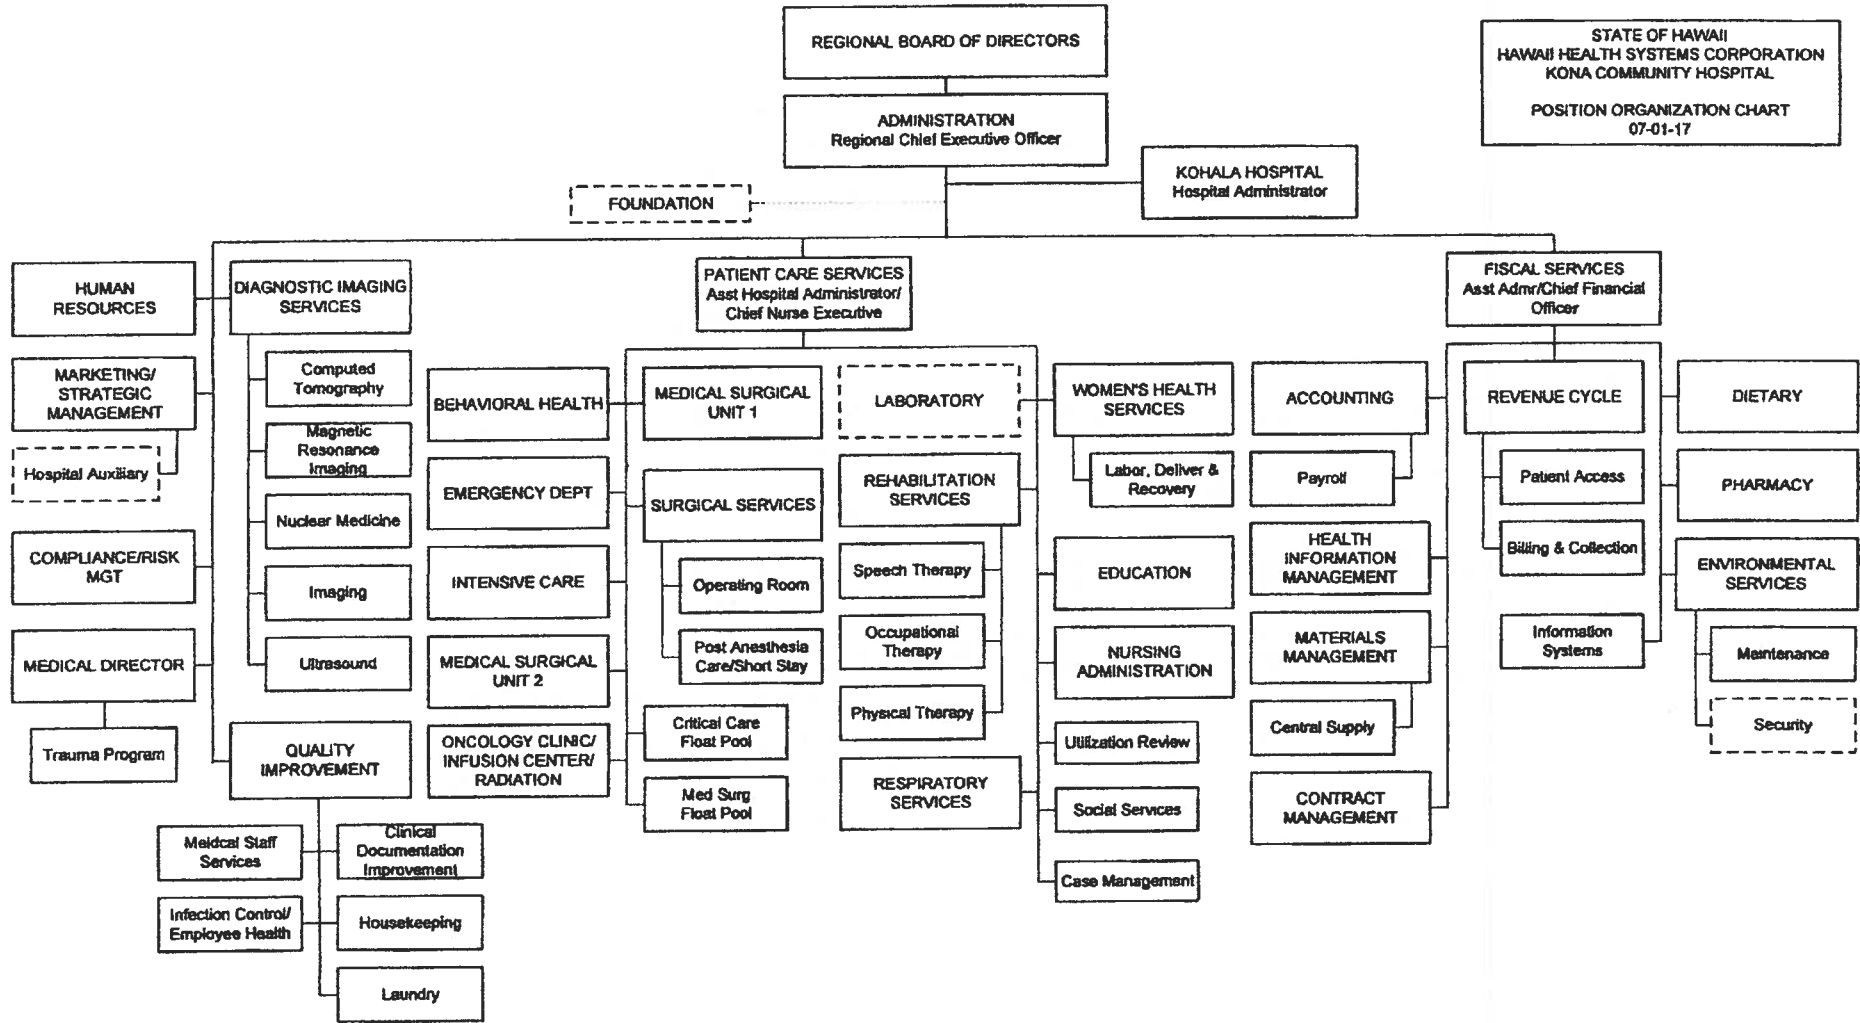 REGIONAL BOARD OF DIRECTORS
STATE OF HAWAII
HAWAII HEALTH SYSTEMS CORPORATION
KONA COMMUNITY HOSPITAL
POSITION ORGANIZATION CHART
07-01-17
ADMINISTRATION
Regional Chief Executive Officer
KOHALA HOSPITAL
Hospital Administrator
FOUNDATION
HUMAN
RESOURCES
MARKETING/
STRATEGIC
MANAGEMENT
Hospital Auxiliary
COMPLIANCE/RISK
MGT
MEDICAL DIRECTOR
Trauma Program
DIAGNOSTIC IMAGING
SERVICES
Computed
Tomography
Magnetic
Resonance
Imaging
Nuclear Medicine
Imaging
Ultrasound
QUALITY
IMPROVEMENT
Meidcal Staff
Services
Clinical
Documentation
Improvement
Infection Control/
Employee Health
Housekeeping
Laundry
PATIENT CARE SERVICES
Asst Hospital Administrator/
Chief Nurse Executive
BEHAVIORAL HEALTH
EMERGENCY DEPT
INTENSIVE CARE
MEDICAL SURGICAL
UNIT 2
ONCOLOGY CLINIC/
INFUSION CENTER/
RADIATION
MEDICAL SURGICAL
UNIT 1
SURGICAL SERVICES
Operating Room
Post Anesthesia
Care/Short Stay
Critical Care
Float Pool
Med Surg
Float Pool
LABORATORY
REHABILITATION
SERVICES
Speech Therapy
Occupational
Therapy
Physical Therapy
RESPIRATORY
SERVICES
WOMEN'S HEALTH
SERVICES
Labor, Deliver &
Recovery
EDUCATION
NURSING
ADMINISTRATION
Utilization Review
Social Services
Case Management
FISCAL SERVICES
Asst Admr/Chief Financial
Officer
ACCOUNTING
Payroll
HEALTH
INFORMATION
MANAGEMENT
MATERIALS
MANAGEMENT
Central Supply
CONTRACT
MANAGEMENT
REVENUE CYCLE
Patient Access
Billing & Collection
Information
Systems
DIETARY
PHARMACY
ENVIRONMENTAL
SERVICES
Maintenance
Security